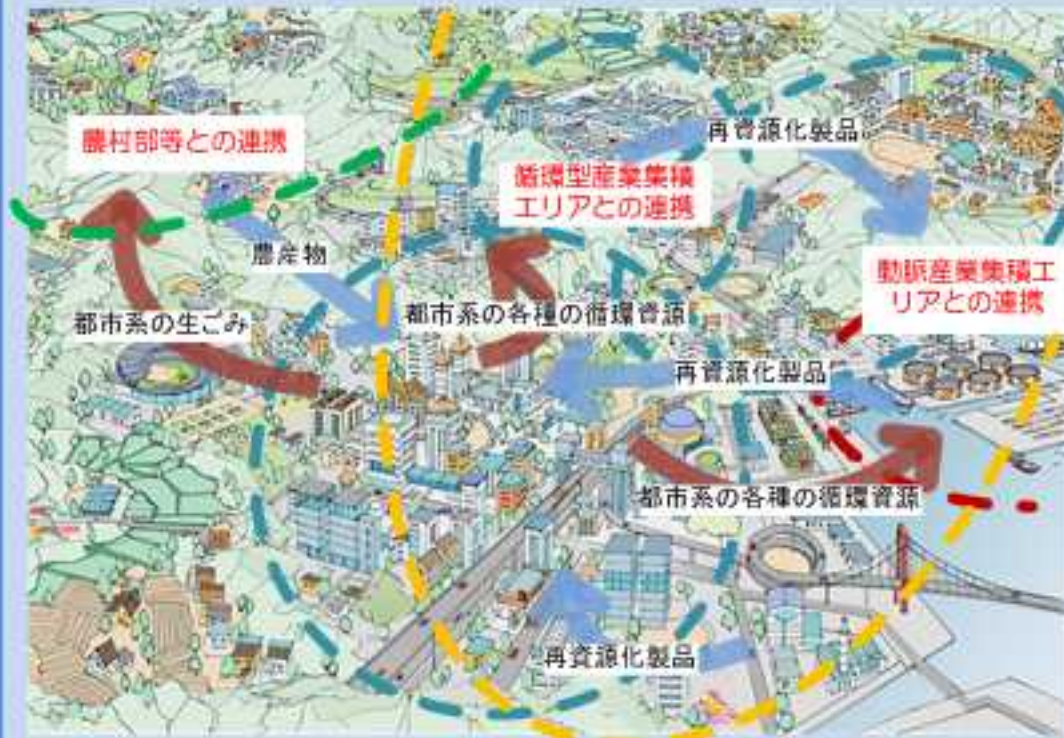 再資源化製品
農村部等との連携
循環型産業集積
エリアとの連携
農産物
動脈産業集積エ
リアとの連携
都市系の生ごみ
都市系の各種の循環資源
再資源化製品
都市系の各種の循環資源
再資源化製品